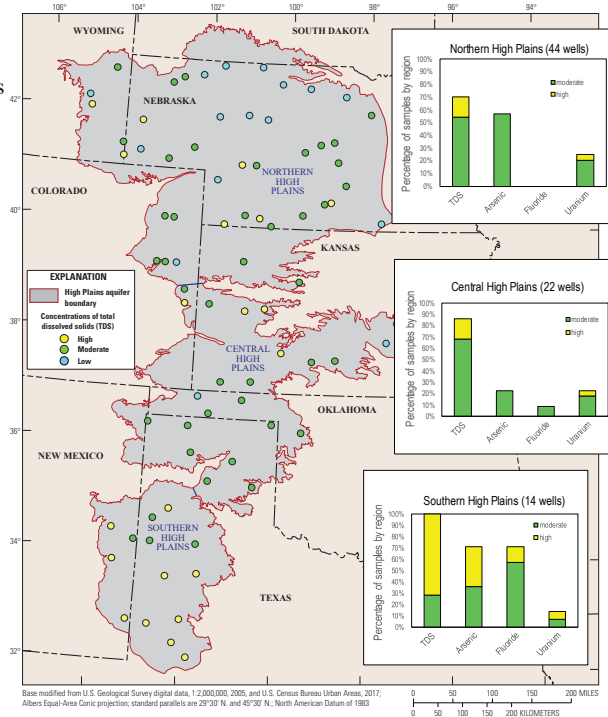 WYOMING
SOUTH DAKOTA
106°
104°
102°
100°
97°
S
42°
NEBRASKA
NORTHERN
HIGH
PLAINS
COLORADO
40°
KANSAS
EXPLANATION
High Plains aquifer
boundary
Concentrations of total
dissolved solids (TDS)
High
Moderate
Low
38°
CENTRAL
HIGH
PLAINS
OKLAHOMA
36°
NEW MEXICO
SOUTHERN
HIGH
PLAINS
34°
TEXAS
32°
Northern High Plains (44 wells)
Percentage of samples by region
100%
90%
80%
70%
60%
50%
40%
30%
20%
10%
0%
moderate
high
TDS
Arsenic
Fluoride
Uranium
Central High Plains (22 wells)
Percentage of samples by region
100%
90%
80%
70%
60%
50%
40%
30%
20%
10%
0%
moderate
high
TDS
Arsenic
Fluoride
Uranium
Southern High Plains (14 wells)
Percentage of samples by region
100%
90%
80%
70%
60%
50%
40%
30%
20%
10%
0%
moderate
high
TDS
Arsenic
Fluoride
Uranium
Base modified from U.S. Geological Survey digital data, 1:2,000,000, 2005, and U.S. Census Bureau Urban Areas, 2017;
Albers Equal-Area Conic projection; standard parallels are 29°30' N. and 45°30' N.; North American Datum of 1983
0 50 100 150 200 MILES
0 50 100 150 200 KILOMETERS